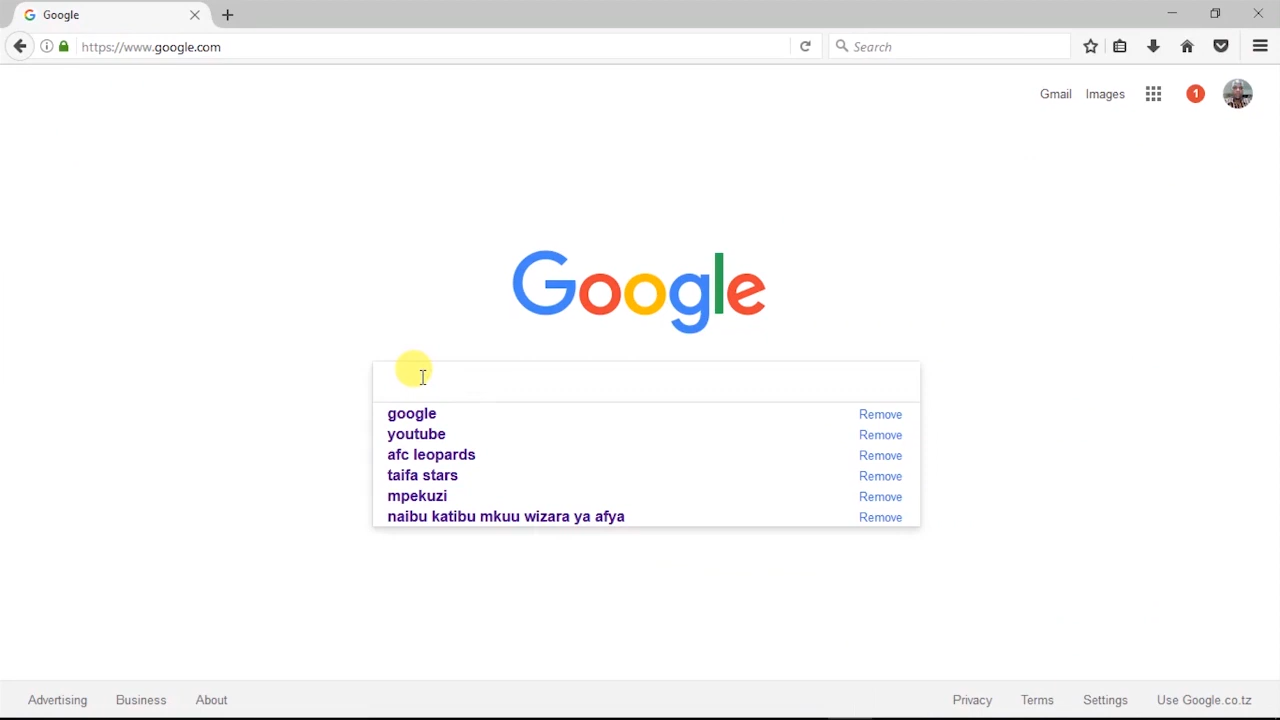 Google
https://www.google.com
Search
Gmail Images 1
Google
google Remove
youtube Remove
afc leopards Remove
taifa stars Remove
mpekuzi Remove
naibu katibu mkuu wizara ya afya Remove
Advertising Business About Privacy Terms Settings Use Google.co.tz